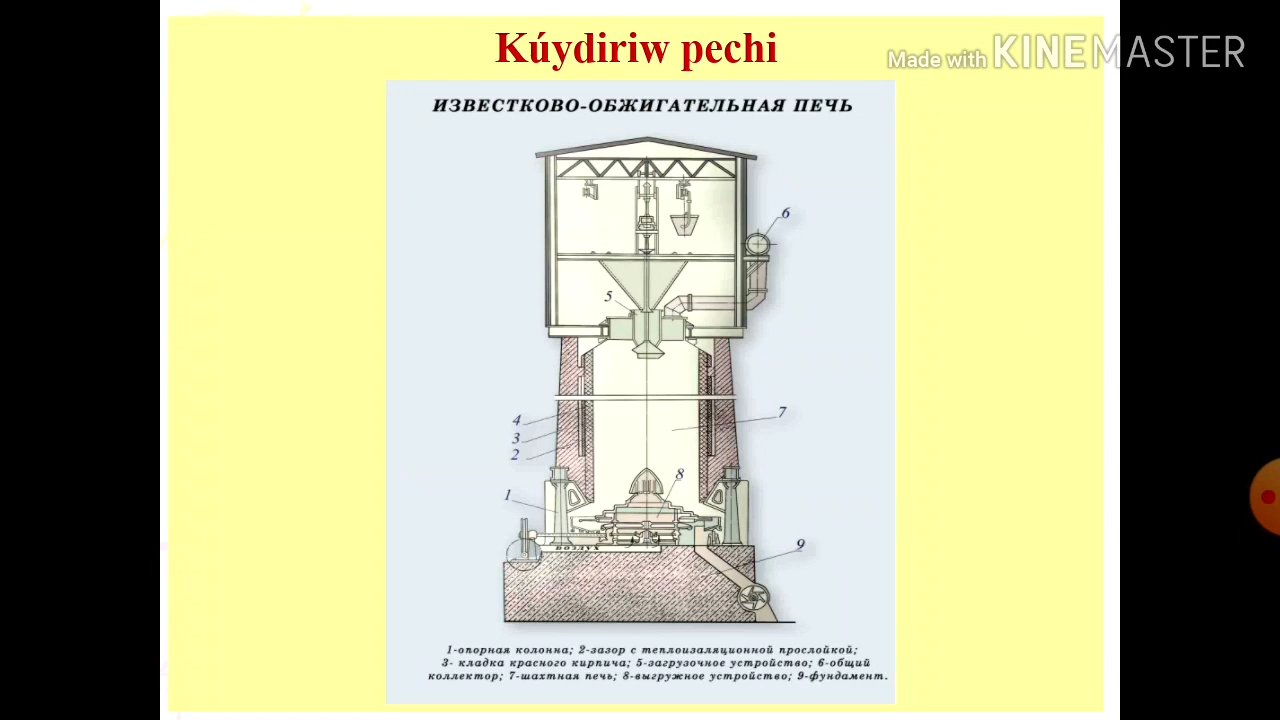 Kúydiriw pechi
Made with KINEMASTER
ИЗВЕСТКОВО-ОБЖИГАТЕЛЬНАЯ ПЕЧЬ
6
5
4
3
2
7
8
1
9
ВОЗДУХ
1-опорная колонна; 2-зазор с теплоизаляционной прослойкой;
3- кладка красного кирпича; 5-загрузочное устройство; 6-общий
коллектор; 7-шахтная печь; 8-выгружное устройство; 9-фундамент.